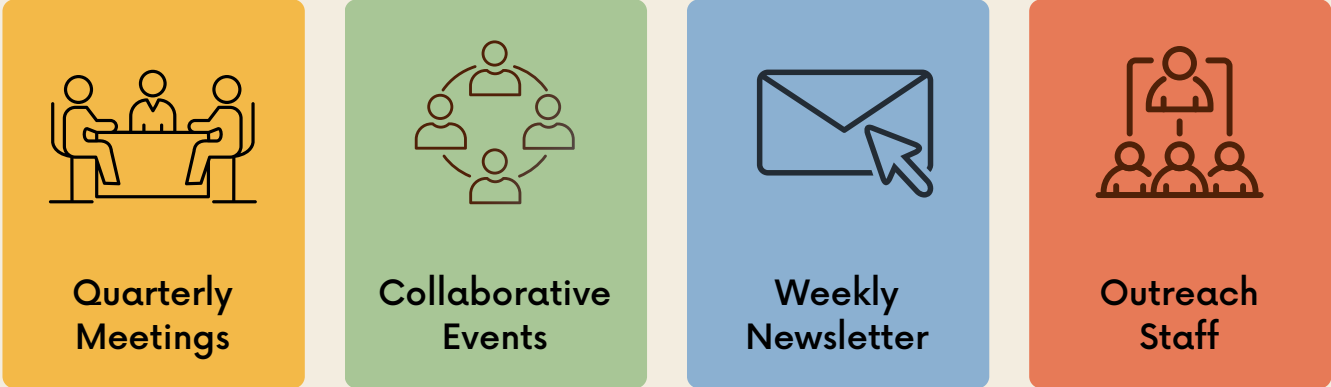 Quarterly
Meetings
Collaborative
Events
Weekly
Newsletter
Outreach
Staff